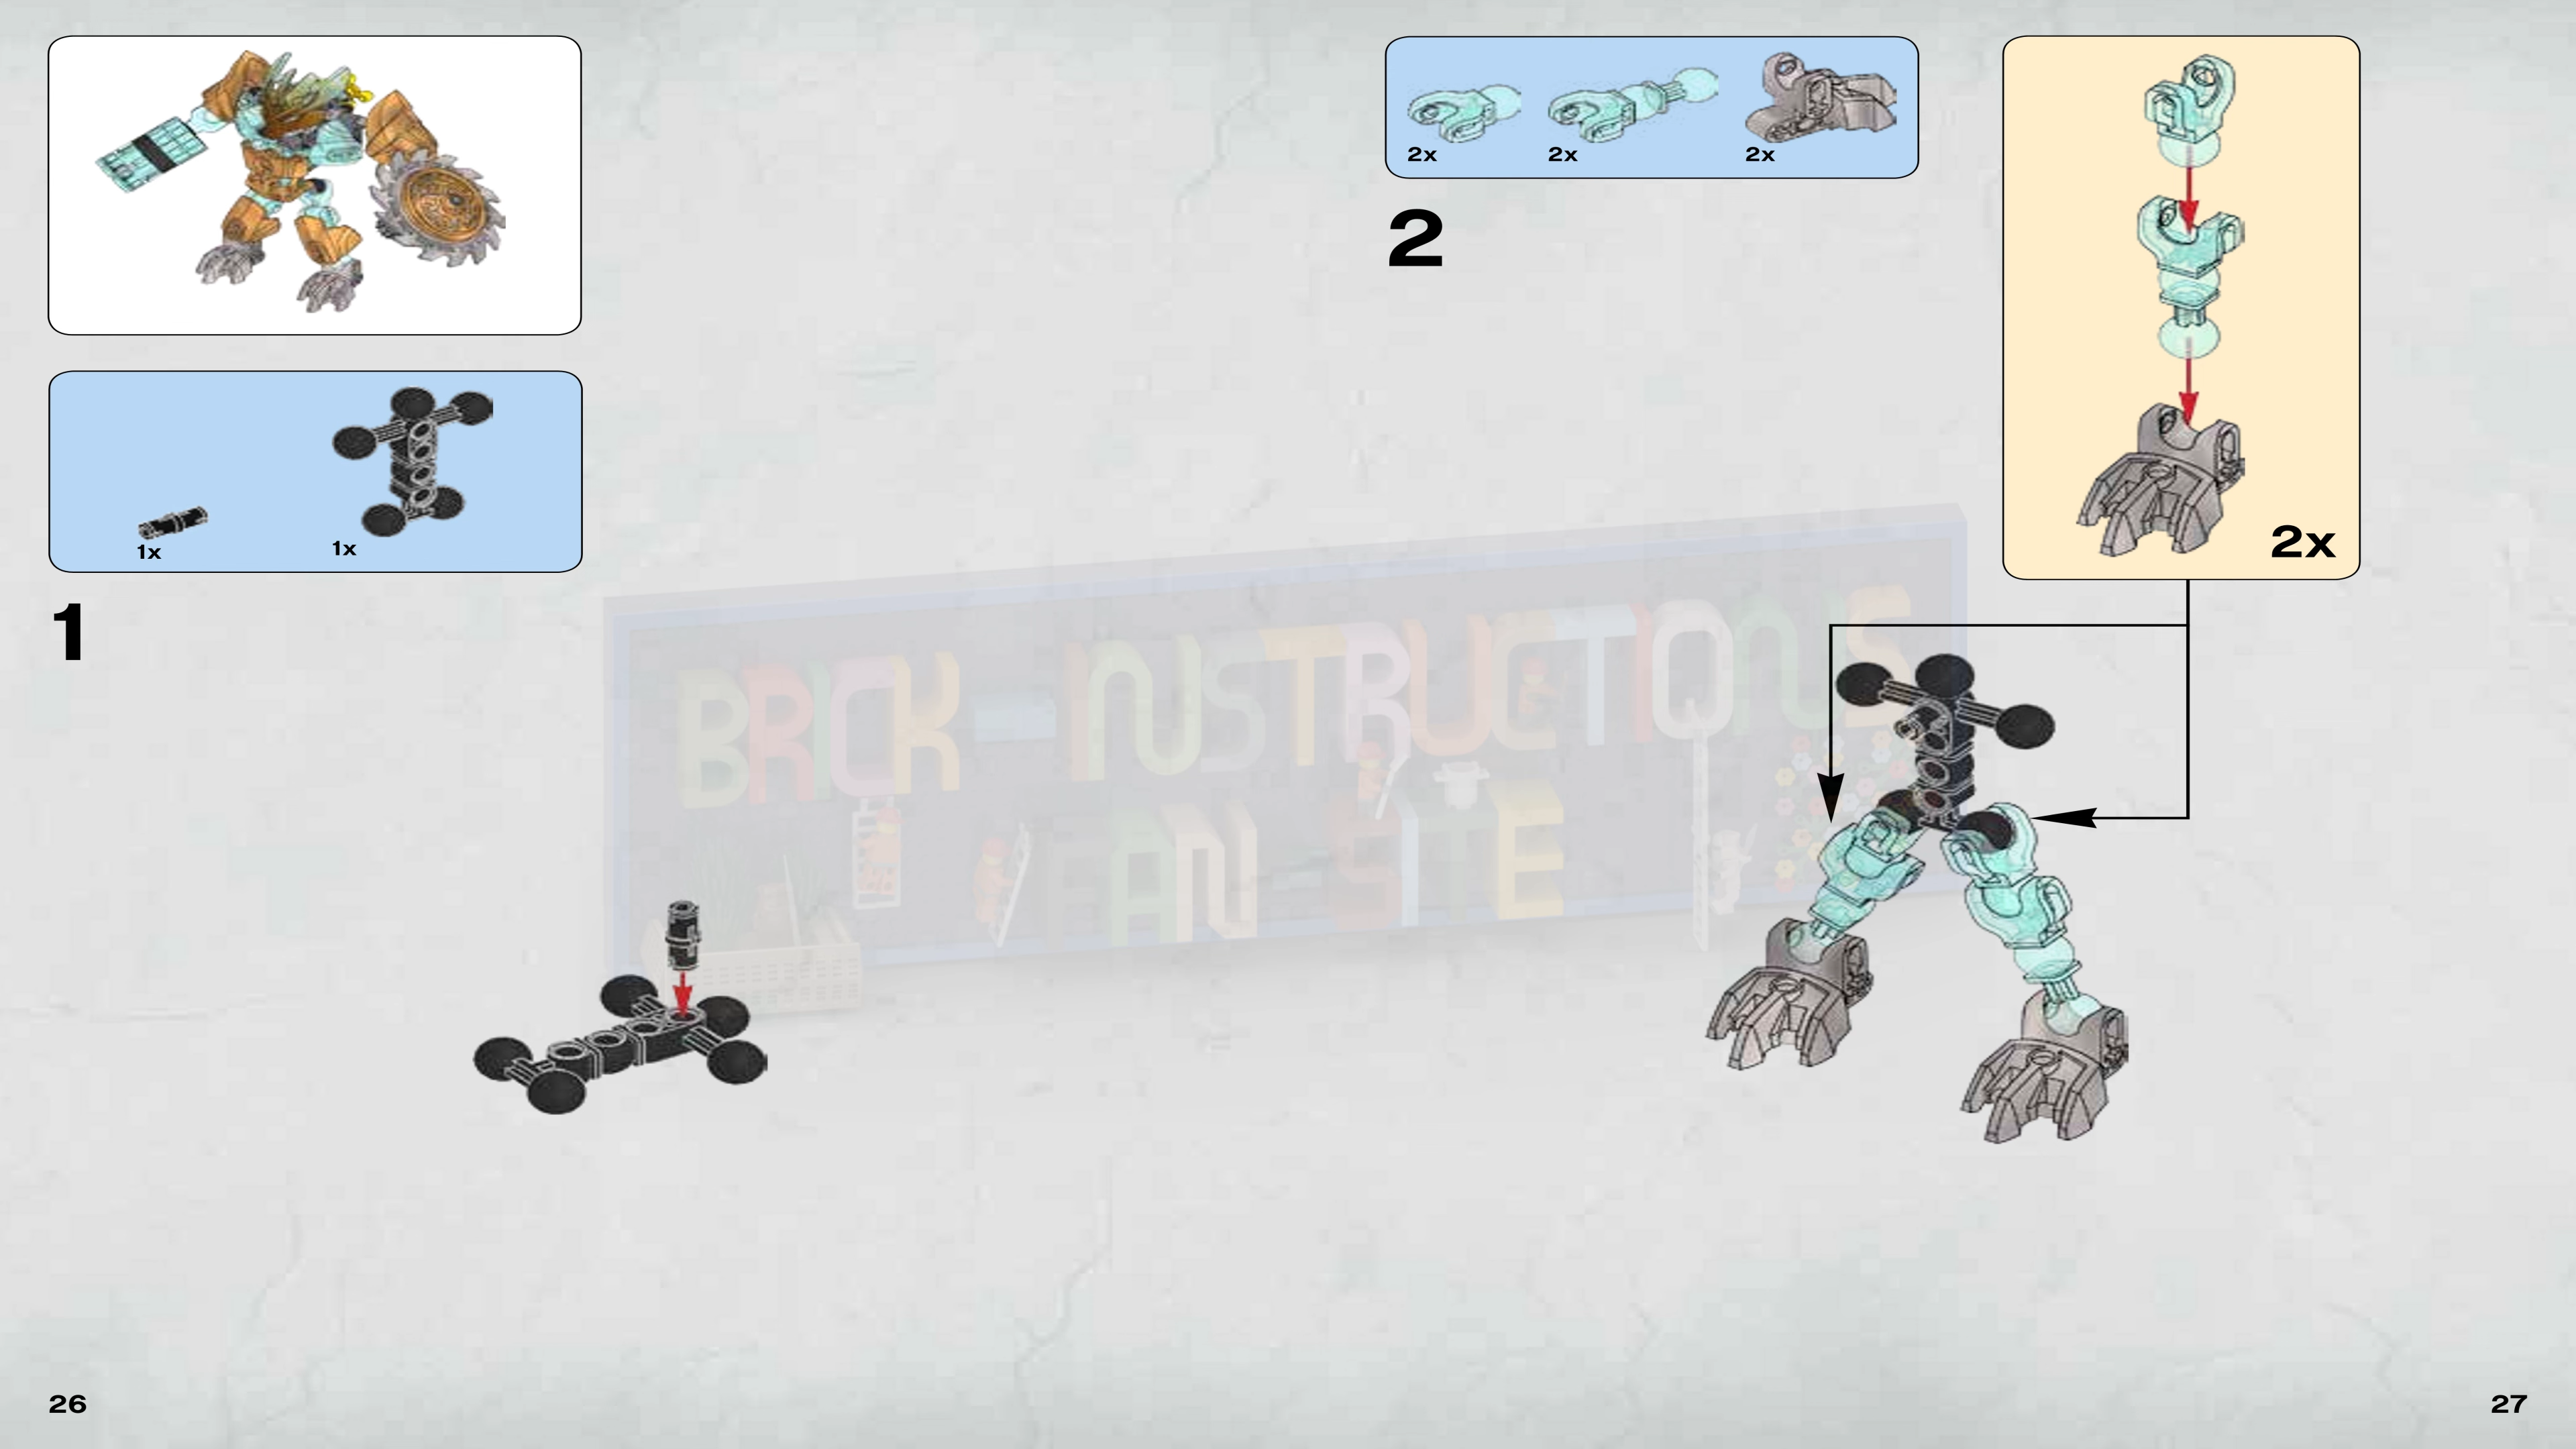 1x
1x
1
2x
2x
2x
2
2x
BRICK-INSTRUCTIONS
FAN SITE
26
27